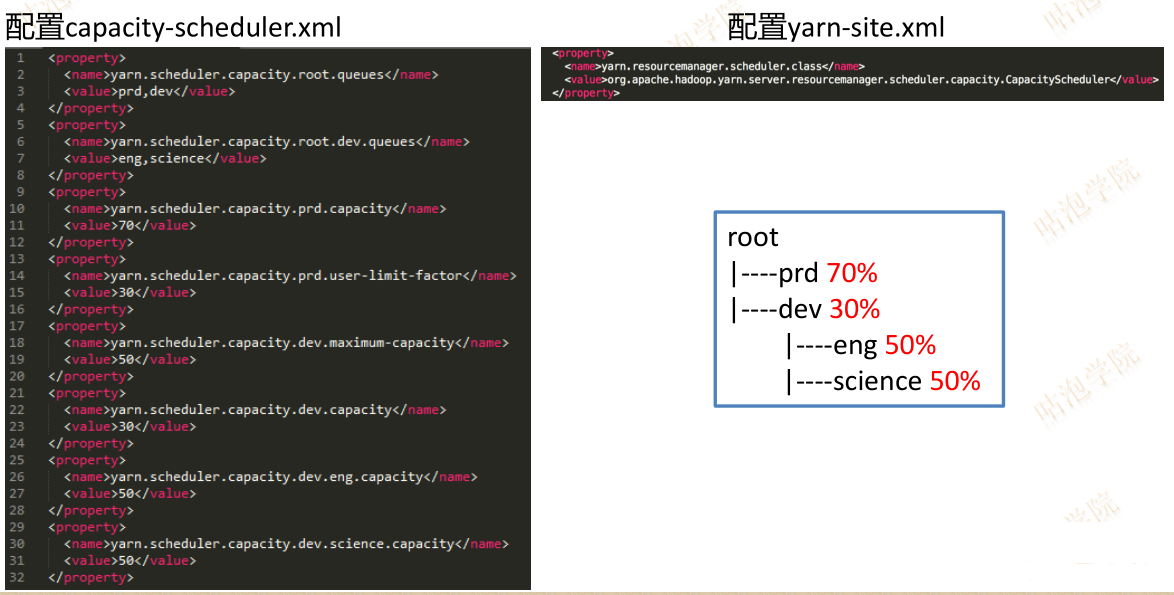 配置capacity-scheduler.xml
1 <property>
2 <name>yarn.scheduler.capacity.root.queues</name>
3 <value>prd,dev</value>
4 </property>
5 <property>
6 <name>yarn.scheduler.capacity.root.dev.queues</name>
7 <value>eng,science</value>
8 </property>
9 <property>
10 <name>yarn.scheduler.capacity.prd.capacity</name>
11 <value>70</value>
12 </property>
13 <property>
14 <name>yarn.scheduler.capacity.prd.user-limit-factor</name>
15 <value>30</value>
16 </property>
17 <property>
18 <name>yarn.scheduler.capacity.dev.maximum-capacity</name>
19 <value>50</value>
20 </property>
21 <property>
22 <name>yarn.scheduler.capacity.dev.capacity</name>
23 <value>30</value>
24 </property>
25 <property>
26 <name>yarn.scheduler.capacity.dev.eng.capacity</name>
27 <value>50</value>
28 </property>
29 <property>
30 <name>yarn.scheduler.capacity.dev.science.capacity</name>
31 <value>50</value>
32 </property>
配置yarn-site.xml
<property>
<name>yarn.resourcemanager.scheduler.class</name>
<value>org.apache.hadoop.yarn.server.resourcemanager.scheduler.capacity.CapacityScheduler</value>
</property>
root
|----prd 70%
|----dev 30%
|----eng 50%
|----science 50%
咕泡学院
咕泡学院